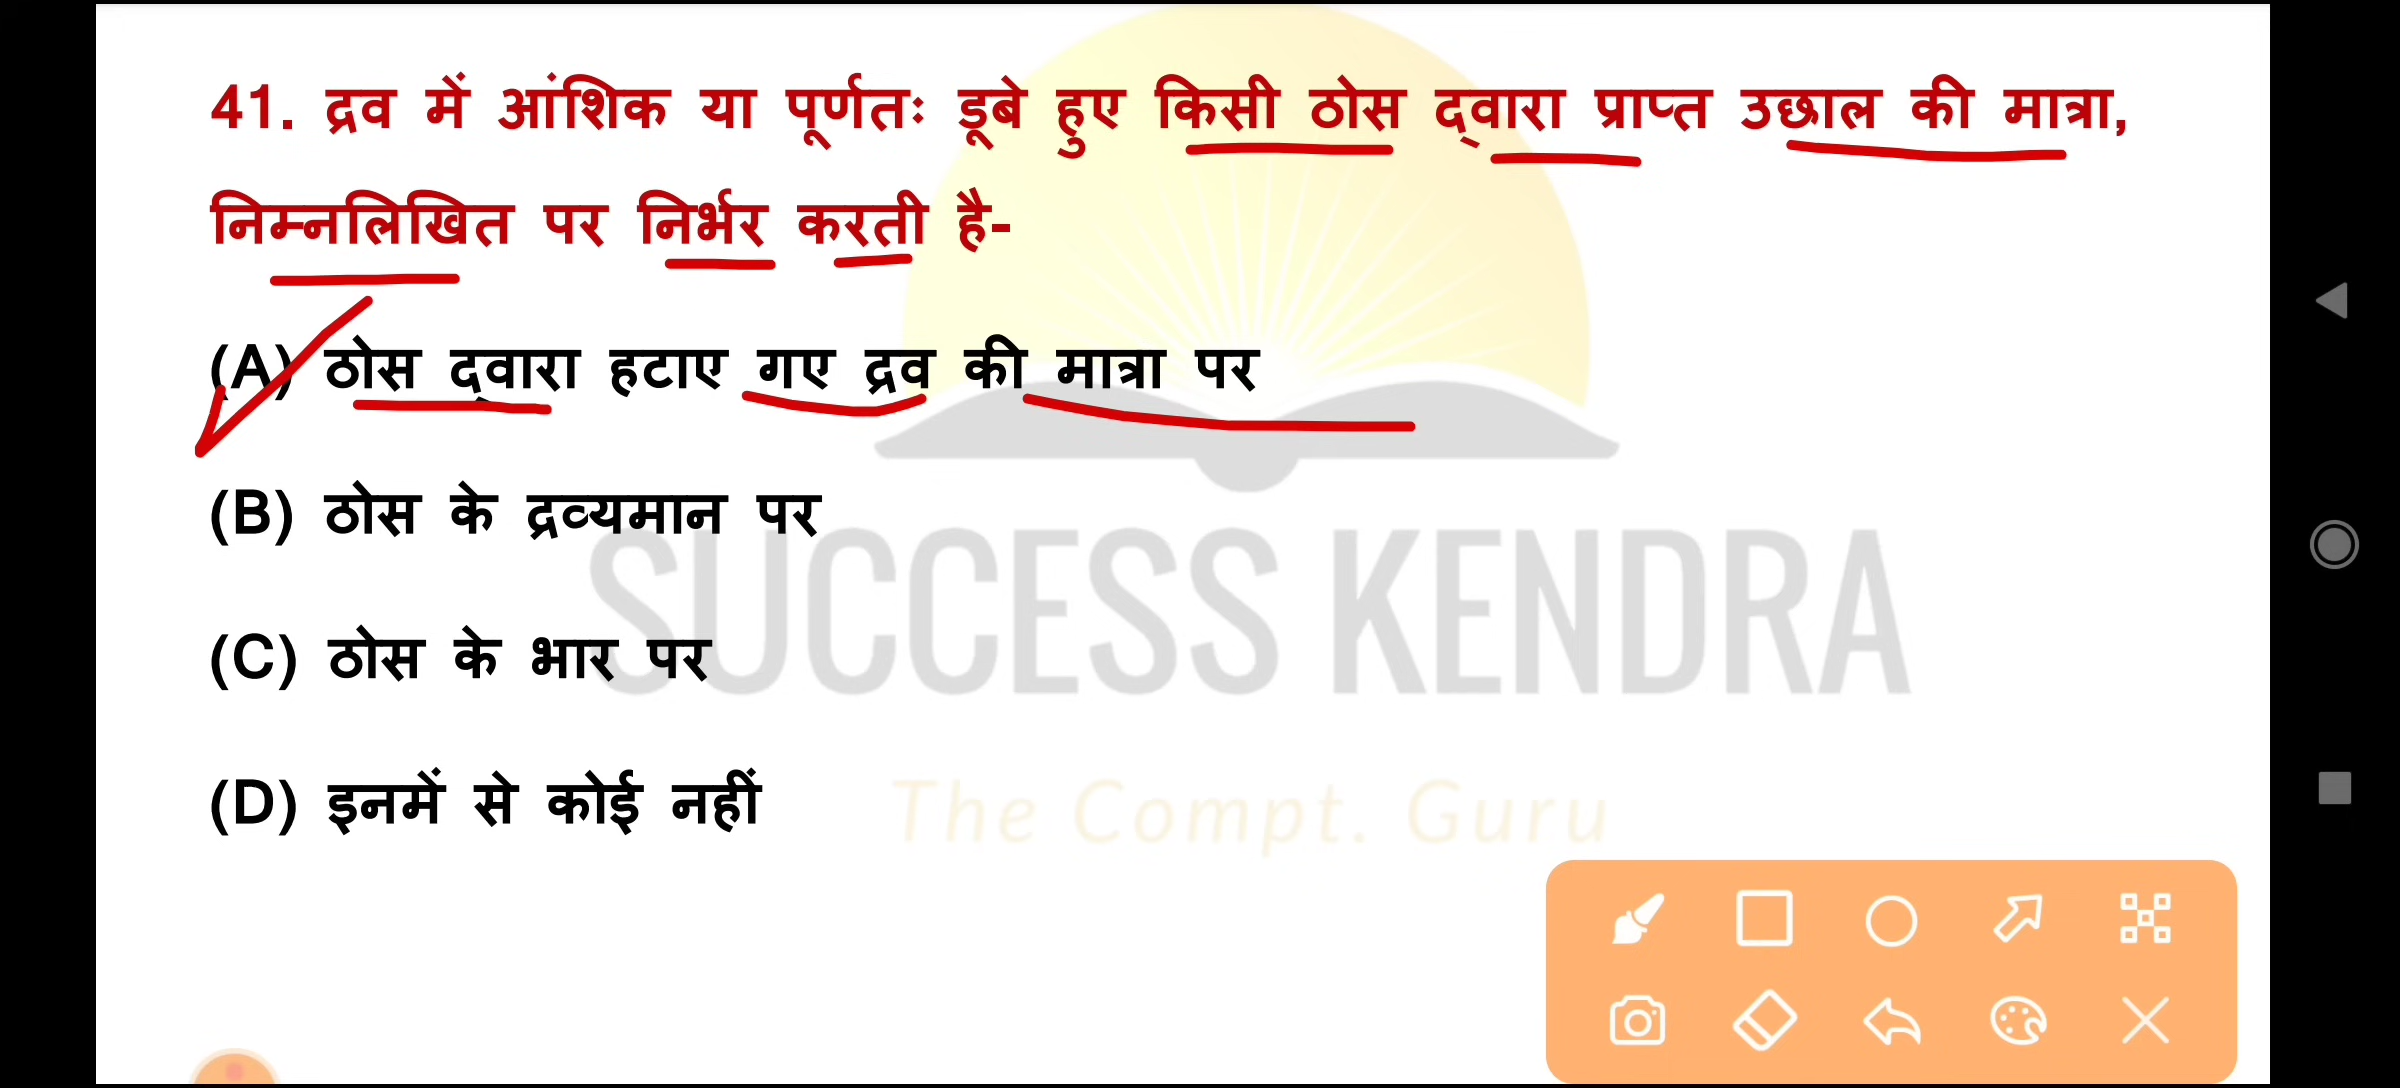 41. द्रव में आंशिक या पूर्णतः डूबे हुए किसी ठोस द्वारा प्राप्त उछाल की मात्रा,
निम्नलिखित पर निर्भर करती है-
(A) ठोस द्वारा हटाए गए द्रव की मात्रा पर
(B) ठोस के द्रव्यमान पर
(C) ठोस के भार पर
(D) इनमें से कोई नहीं
SUCCESS KENDRA
The Compt. Guru